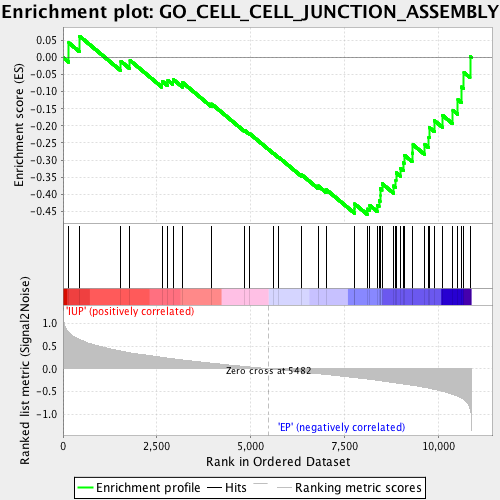 Enrichment plot: GO_CELL_CELL_JUNCTION_ASSEMBLY
Enrichment score (ES)
0.05
0.00
-0.05
-0.10
-0.15
-0.20
-0.25
-0.30
-0.35
-0.40
-0.45
'IUP' (positively correlated)
Ranked list metric (Signal2Noise)
1.0
0.5
0.0
-0.5
-1.0
Zero cross at 5482
'EP' (negatively correlated)
0
2,500
5,000
7,500
10,000
Rank in Ordered Dataset
Enrichment profile
Hits
Ranking metric scores